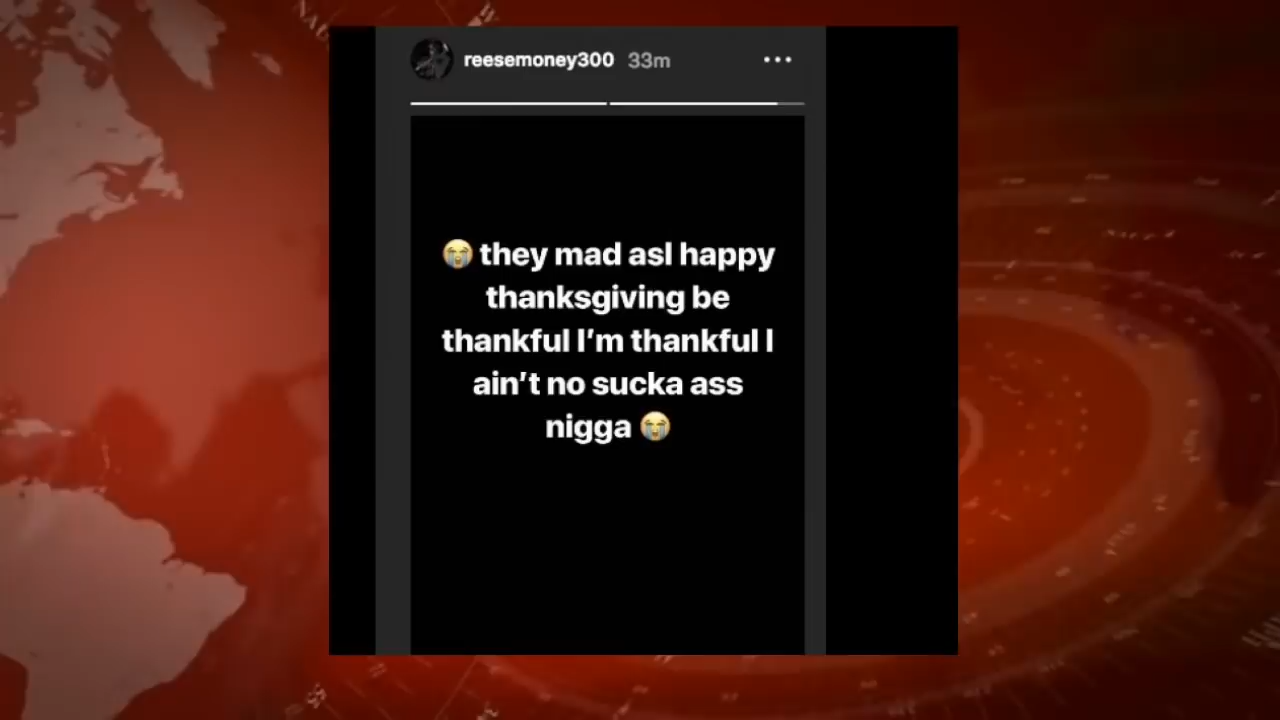 reesemoney300 33m
😭 they mad asl happy
thanksgiving be
thankful I'm thankful I
ain't no sucka ass
nigga 😭